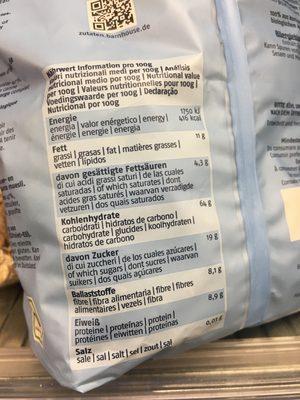 zutaten.barnhouse.de
Nährwert Information pro 100g
Valori nutrizionali medi per 100g | Análisis
nutricional medio por 100g | Nutritional value
per 100g | Valeurs nutritionnelles pour 100g |
Voedingswaarde per 100g | Declaração
Nutricional por 100g
Energie 1750 kJ
energia | valor energético | energy | 416 kcal
énergie | energie | energia
Fett 11 g
grassi | grasas | fat | matières grasses |
vetten | lípidos
davon gesättigte Fettsäuren 4,3 g
di cui acidi grassi saturi | de las cuales
saturadas | of which saturates | dont
acides gras saturés | waarvan verzadigde
vetzuren | dos quais saturados
Kohlenhydrate 64 g
carboidrati | hidratos de carbono |
carbohydrate | glucides | koolhydraten |
hidratos de carbono
davon Zucker 19 g
di cui zuccheri | de los cuales azúcares |
of which sugars | dont sucres | waarvan
suikers | dos quais açúcares
Ballaststoffe 8,1 g
fibre | fibra alimentaria | fibre | fibres
alimentaires | vezels | fibra
Eiweiß 8,9 g
proteine | proteínas | protein |
protéines | eiwitten | proteínas
Salz 0,01 g
sale | sal | salt | sel | zout | sal